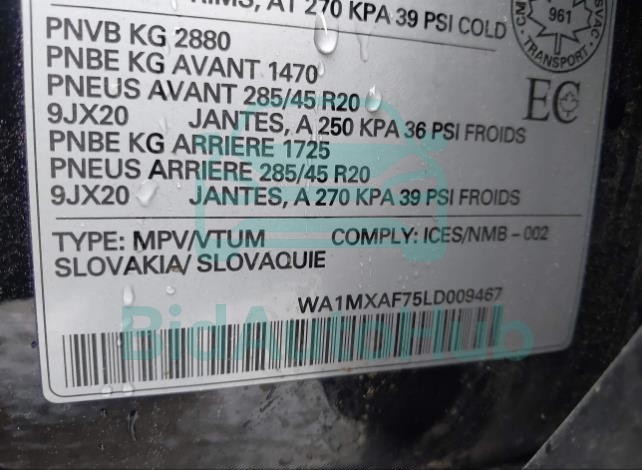 RIMS, AT 270 KPA 39 PSI COLD
PNVB KG 2880
PNBE KG AVANT 1470
PNEUS AVANT 285/45 R20
9JX20 JANTES, A 250 KPA 36 PSI FROIDS
PNBE KG ARRIERE 1725
PNEUS ARRIERE 285/45 R20
9JX20 JANTES, A 270 KPA 39 PSI FROIDS
961
TRANSPORT
EC
TYPE: MPV/VTUM COMPLY: ICES/NMB-002
SLOVAKIA/ SLOVAQUIE
WA1MXAF75LD009467
BidAutoHub